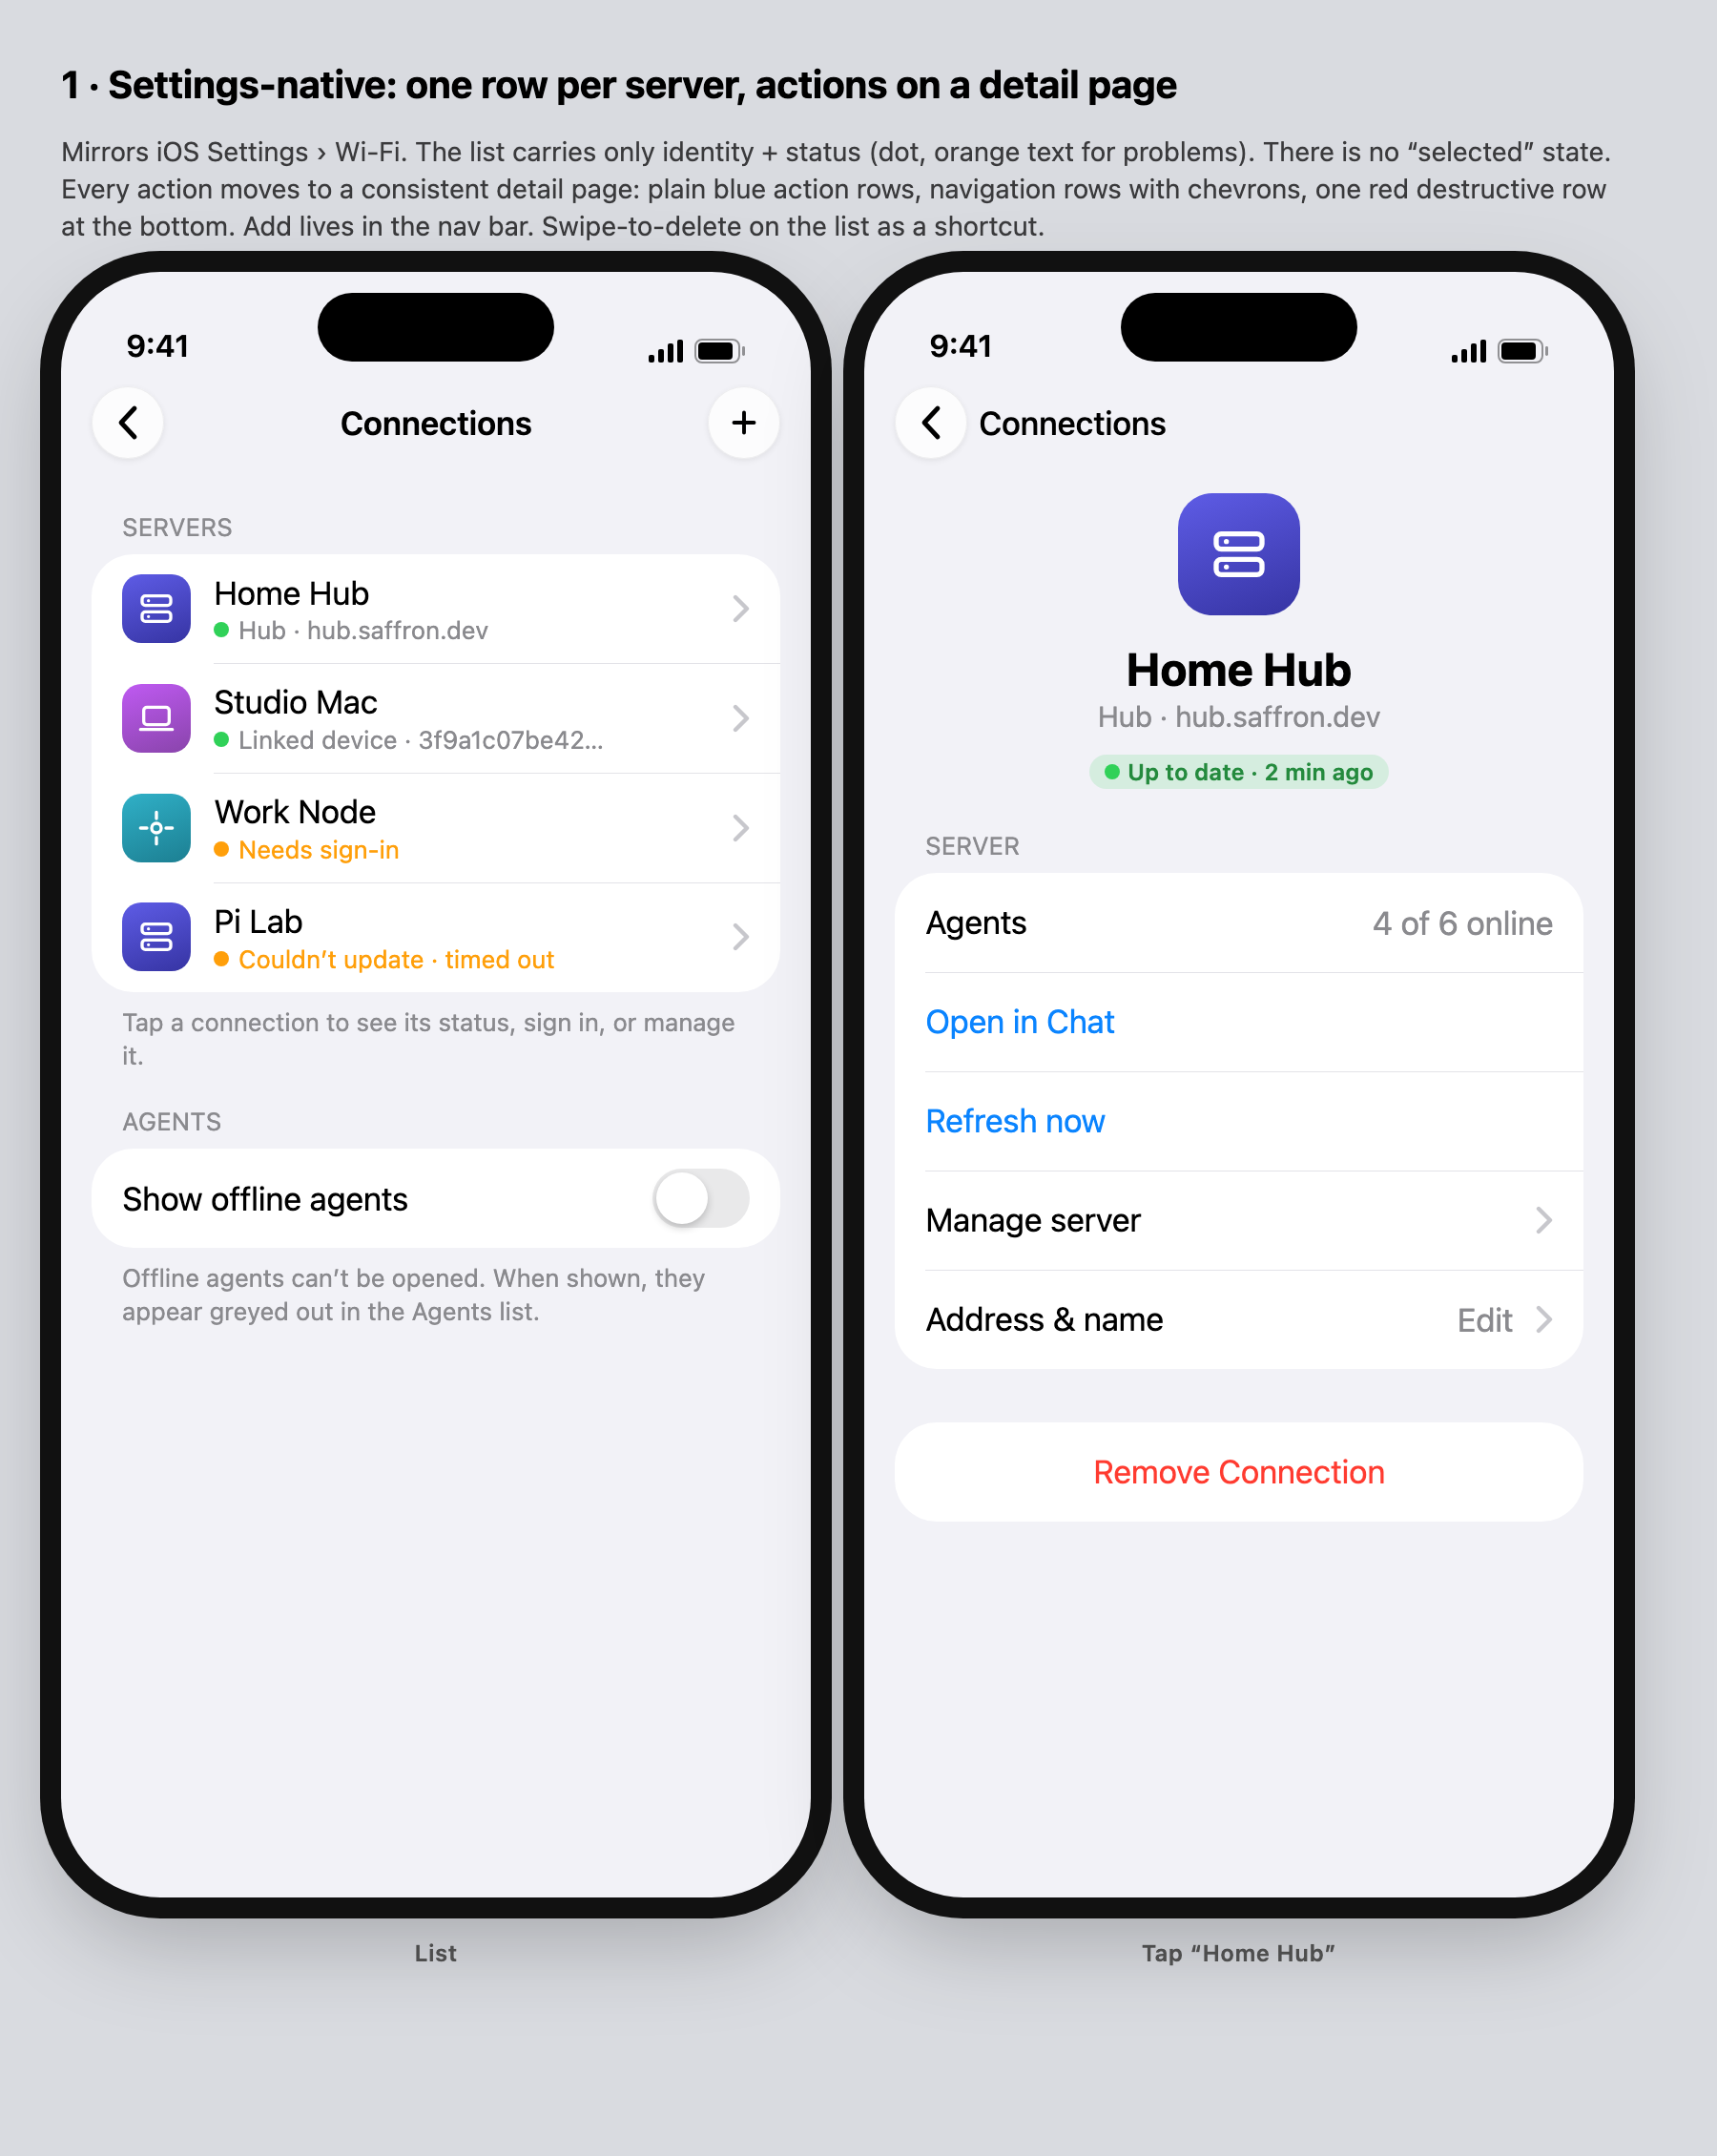 1 · Settings-native: one row per server, actions on a detail page
Mirrors iOS Settings › Wi-Fi. The list carries only identity + status (dot, orange text for problems). There is no “selected” state.
Every action moves to a consistent detail page: plain blue action rows, navigation rows with chevrons, one red destructive row
at the bottom. Add lives in the nav bar. Swipe-to-delete on the list as a shortcut.
9:41
Connections
SERVERS
Home Hub
Hub · hub.saffron.dev
Studio Mac
Linked device · 3f9a1c07be42...
Work Node
Needs sign-in
Pi Lab
Couldn’t update · timed out
Tap a connection to see its status, sign in, or manage
it.
AGENTS
Show offline agents
Offline agents can’t be opened. When shown, they
appear greyed out in the Agents list.
List
9:41
Connections
Home Hub
Hub · hub.saffron.dev
Up to date · 2 min ago
SERVER
Agents 4 of 6 online
Open in Chat
Refresh now
Manage server
Address & name Edit
Remove Connection
Tap “Home Hub”